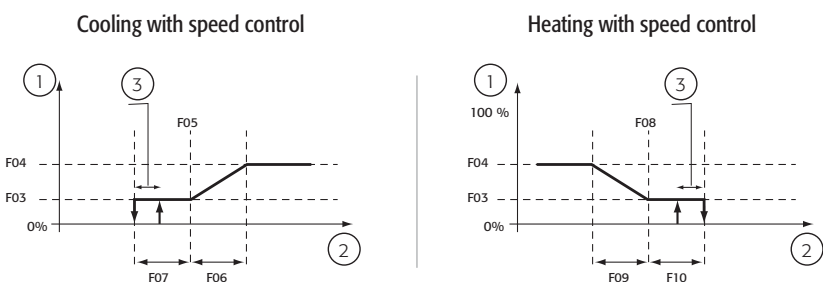 Cooling with speed control
1
3
F05
F04
F03
0%
2
F07 F06
Heating with speed control
1
3
100 %
F08
F04
F03
0%
2
F09 F10